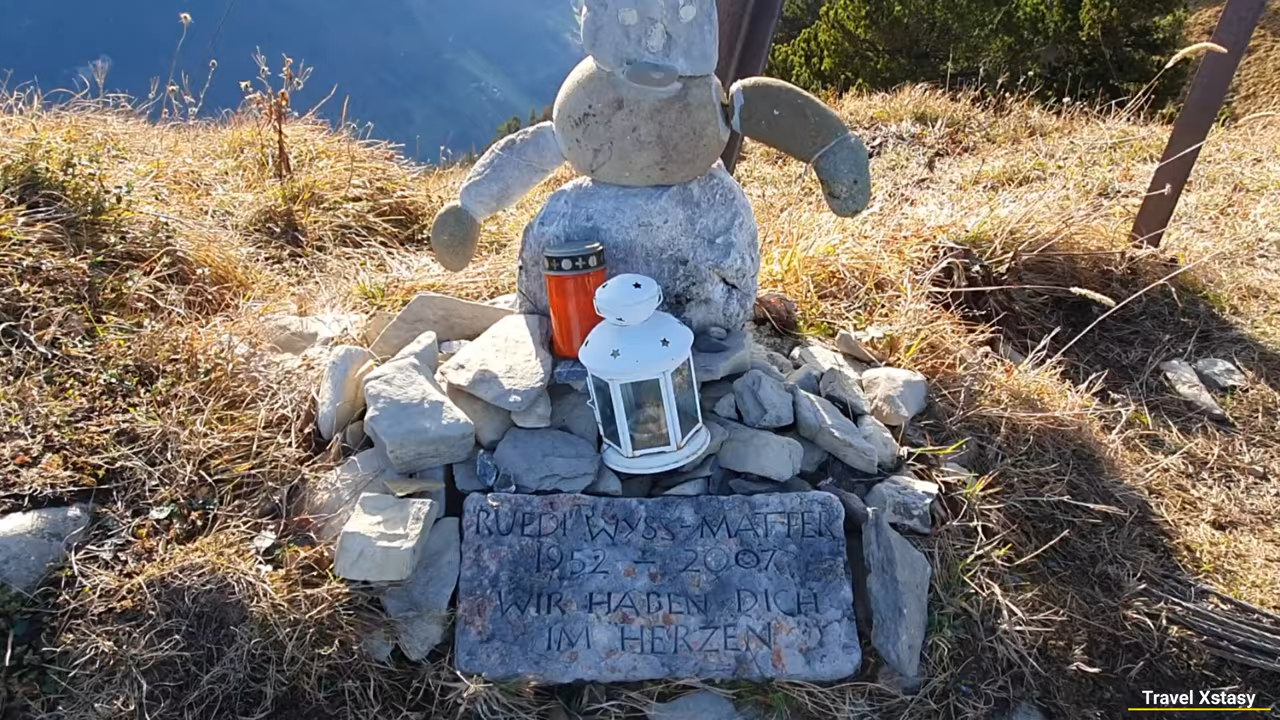 RUEDI WYSS-MATTER
1952 – 2007
WIR HABEN DICH
IM HERZEN
Travel Xstasy